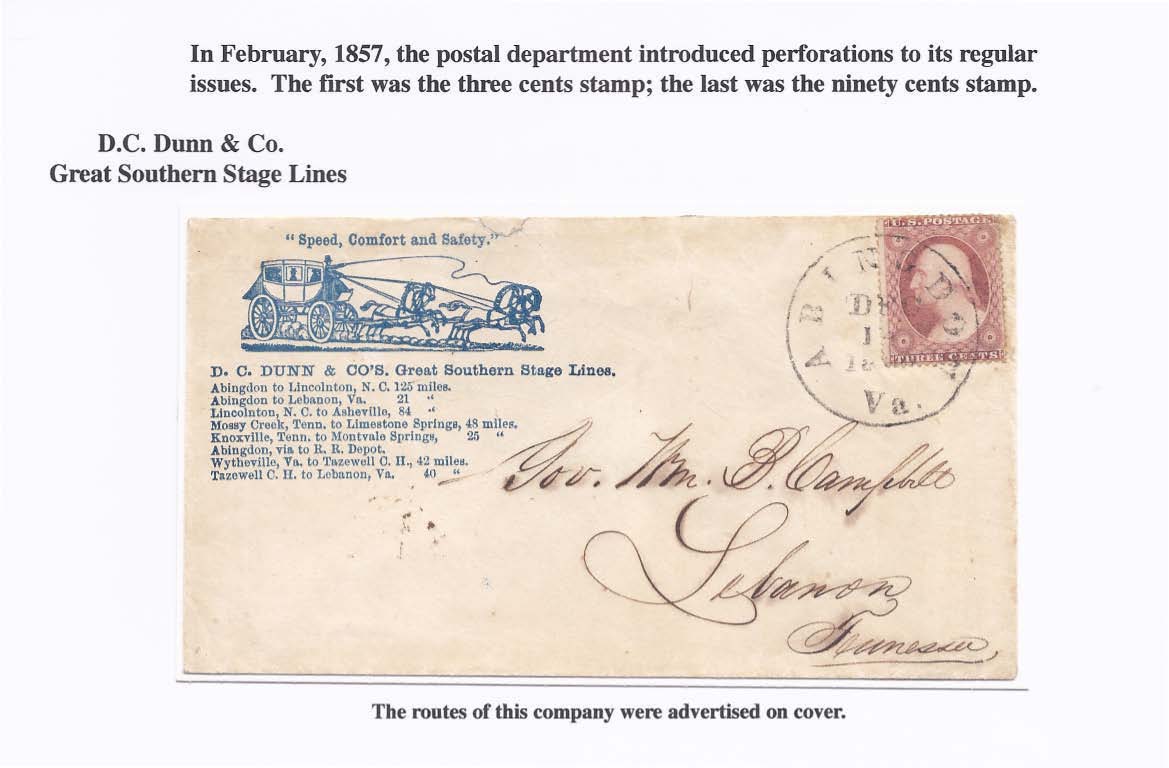 In February, 1857, the postal department introduced perforations to its regular
issues. The first was the three cents stamp; the last was the ninety cents stamp.
D.C. Dunn & Co.
Great Southern Stage Lines
"Speed, Comfort and Safety."
U.S. POSTAGE
THREE CENTS
ABINGDON
DEC
Va.
D. C. DUNN & CO'S. Great Southern Stage Lines.
Abingdon to Lincolnton, N. C. 125 miles.
Abingdon to Lebanon, Va. 21 "
Lincolnton, N. C. to Asheville, 84 "
Mossy Creek, Tenn. to Limestone Springs, 48 miles.
Knoxville, Tenn. to Montvale Springs, 25 "
Abingdon, via to R. R. Depot.
Wytheville, Va. to Tazewell C. H., 42 miles.
Tazewell C. H. to Lebanon, Va. 40 "
Gov. Wm. B. Campbell
Lebanon
Tennessee,
The routes of this company were advertised on cover.